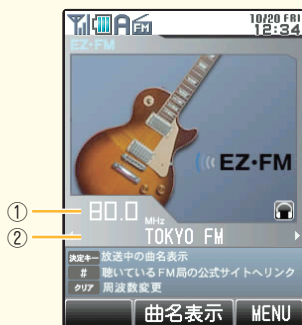 10/20 FRI
12:34
EZ・FM
EZ・FM
① 80.0 MHz
② TOKYO FM
決定キー 放送中の曲名表示
# 聴いているFM局の公式サイトへリンク
クリア 周波数変更
曲名表示 MENU